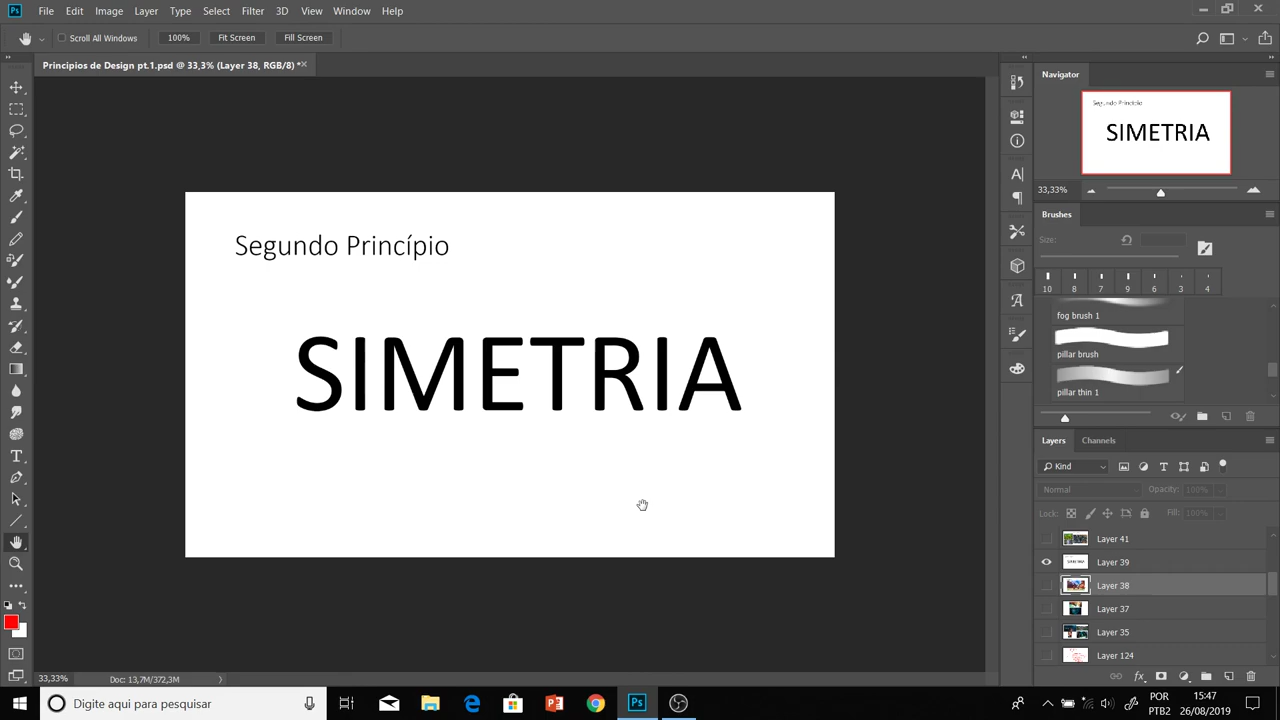 File Edit Image Layer Type Select Filter 3D View Window Help
Scroll All Windows 100% Fit Screen Fill Screen
Principios de Design pt.1.psd @ 33,3% (Layer 38, RGB/8) *
Segundo Princípio
SIMETRIA
33,33% Doc: 13,7M/372,3M
Navigator
Segundo Princípio
SIMETRIA
33,33%
Brushes
Size:
10 8 7 9 6 3 4
fog brush 1
pillar brush
pillar thin 1
Layers Channels
Kind
Normal Opacity: 100%
Lock: Fill: 100%
Layer 41
Layer 39
Layer 38
Layer 37
Layer 35
Layer 124
Digite aqui para pesquisar
POR 15:47
PTB2 26/08/2019